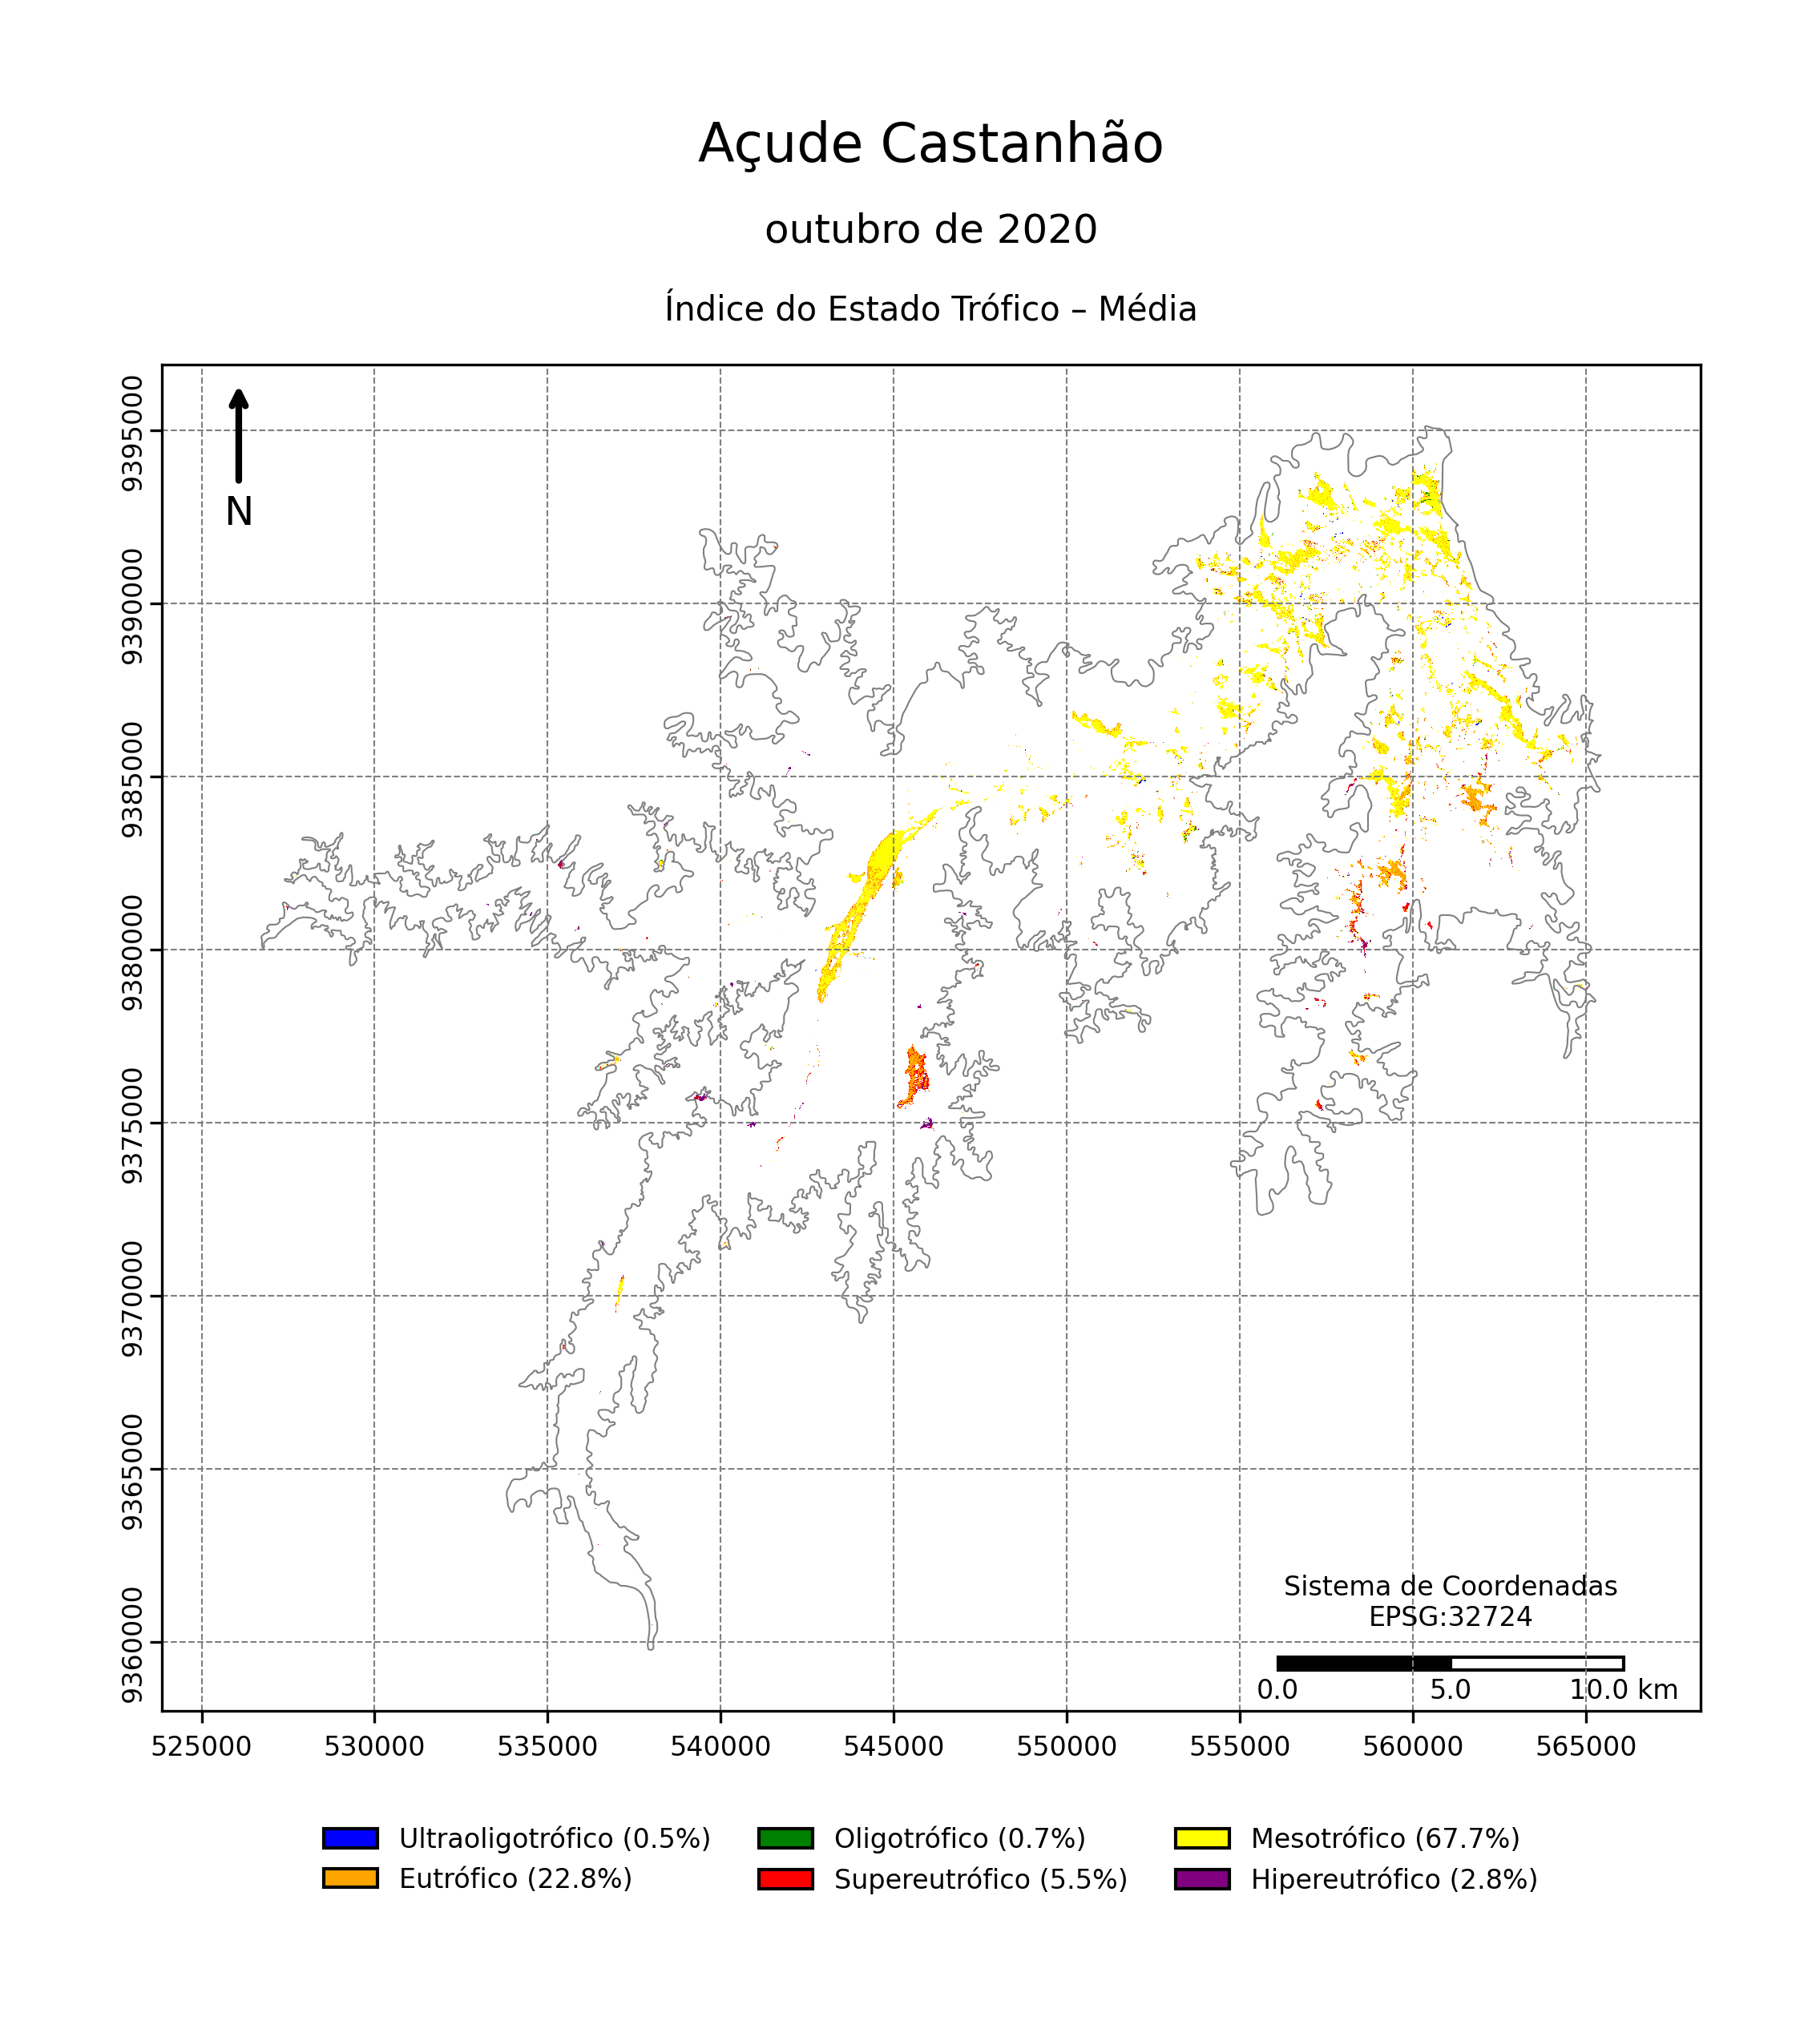 Açude Castanhão
outubro de 2020
Índice do Estado Trófico – Média
N
9395000
9390000
9385000
9380000
9375000
9370000
9365000
9360000
Sistema de Coordenadas
EPSG:32724
0.0 5.0 10.0 km
525000 530000 535000 540000 545000 550000 555000 560000 565000
Ultraoligotrófico (0.5%) Oligotrófico (0.7%) Mesotrófico (67.7%)
Eutrófico (22.8%) Supereutrófico (5.5%) Hipereutrófico (2.8%)